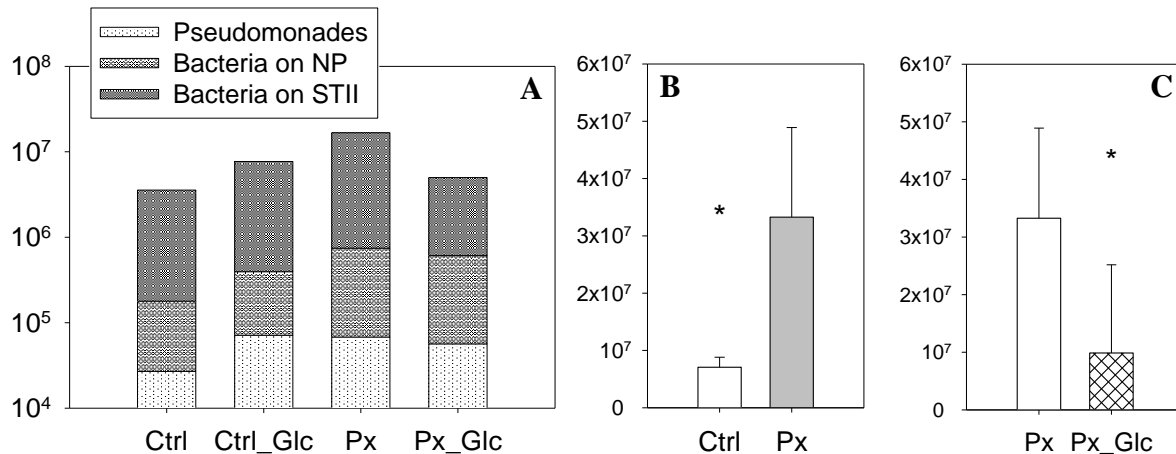 Pseudomonades
Bacteria on NP
Bacteria on STII
A
10⁸
10⁷
10⁶
10⁵
10⁴
Ctrl Ctrl_Glc Px Px_Glc
B
6x10⁷
5x10⁷
4x10⁷
3x10⁷
2x10⁷
10⁷
0
*
Ctrl Px
C
6x10⁷
5x10⁷
4x10⁷
3x10⁷
2x10⁷
10⁷
0
*
Px Px_Glc